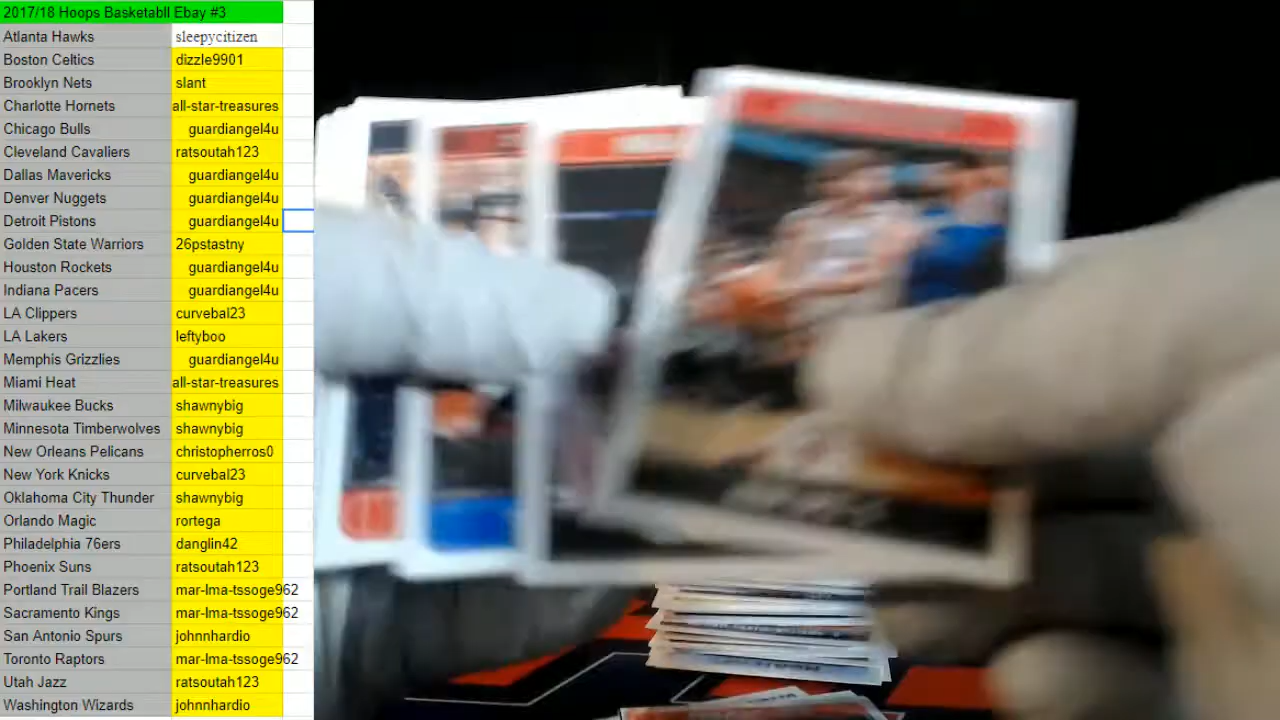 2017/18 Hoops Basketabll Ebay #3
Atlanta Hawks sleepycitizen
Boston Celtics dizzle9901
Brooklyn Nets slant
Charlotte Hornets all-star-treasures
Chicago Bulls guardiangel4u
Cleveland Cavaliers ratsoutah123
Dallas Mavericks guardiangel4u
Denver Nuggets guardiangel4u
Detroit Pistons guardiangel4u
Golden State Warriors 26pstastny
Houston Rockets guardiangel4u
Indiana Pacers guardiangel4u
LA Clippers curvebal23
LA Lakers leftyboo
Memphis Grizzlies guardiangel4u
Miami Heat all-star-treasures
Milwaukee Bucks shawnybig
Minnesota Timberwolves shawnybig
New Orleans Pelicans christopherros0
New York Knicks curvebal23
Oklahoma City Thunder shawnybig
Orlando Magic rortega
Philadelphia 76ers danglin42
Phoenix Suns ratsoutah123
Portland Trail Blazers mar-lma-tssoge962
Sacramento Kings mar-lma-tssoge962
San Antonio Spurs johnnhardio
Toronto Raptors mar-lma-tssoge962
Utah Jazz ratsoutah123
Washington Wizards johnnhardio